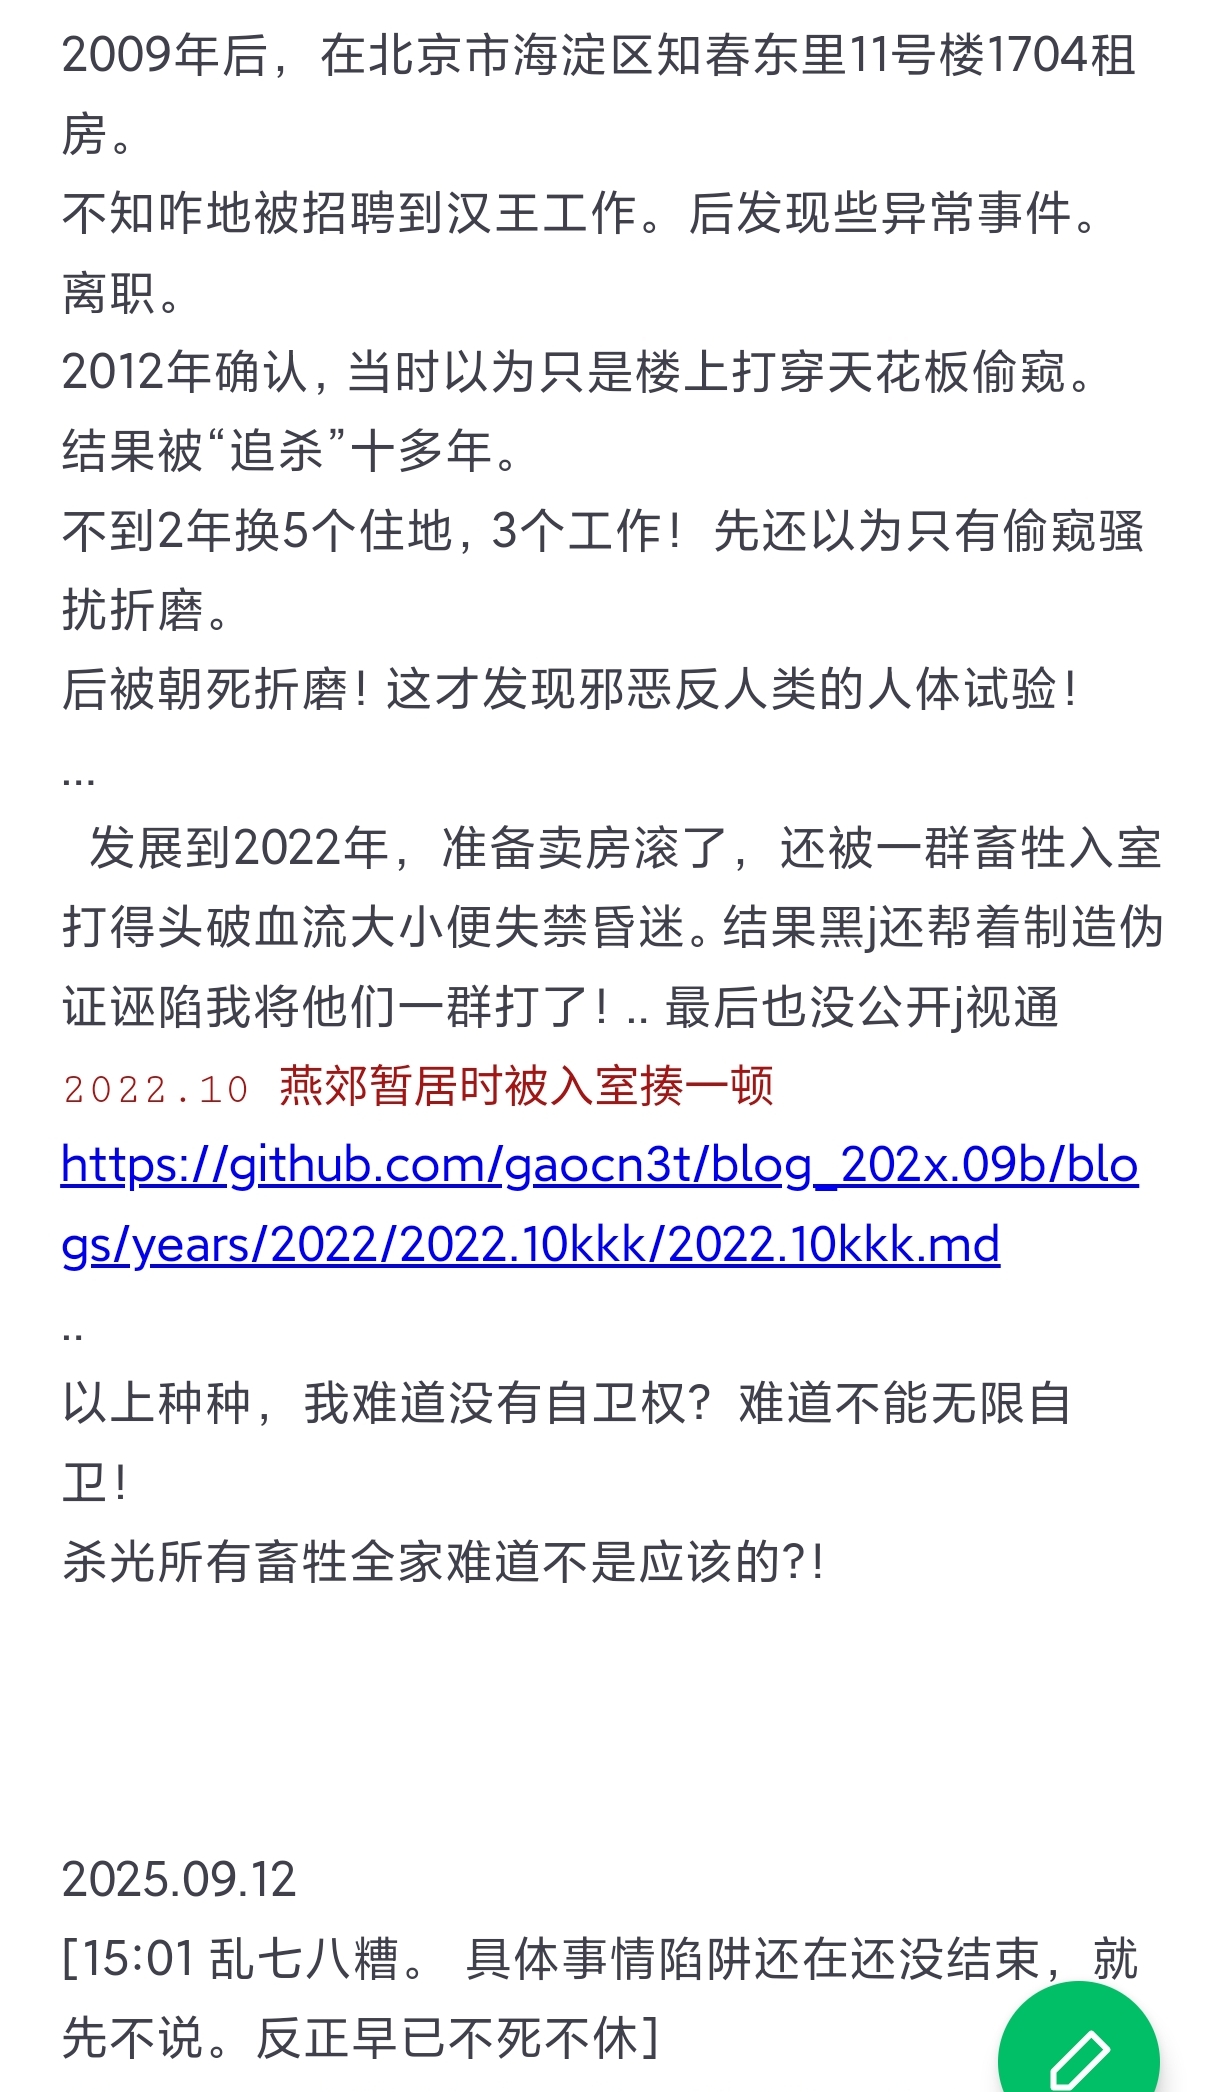 2009年后，在北京市海淀区知春东里11号楼1704租
房。
不知咋地被招聘到汉王工作。后发现些异常事件。
离职。
2012年确认, 当时以为只是楼上打穿天花板偷窥。
结果被“追杀”十多年。
不到2年换5个住地, 3个工作！ 先还以为只有偷窥骚
扰折磨。
后被朝死折磨! 这才发现邪恶反人类的人体试验!
...
发展到2022年，准备卖房滚了，还被一群畜牲入室
打得头破血流大小便失禁昏迷。结果黑j还帮着制造伪
证诬陷我将他们一群打了! .. 最后也没公开j视通
2022.10 燕郊暂居时被入室揍一顿
https://github.com/gaocn3t/blog_202x.09b/blo
gs/years/2022/2022.10kkk/2022.10kkk.md
..
以上种种，我难道没有自卫权？难道不能无限自
卫!
杀光所有畜牲全家难道不是应该的?!
2025.09.12
[15:01 乱七八糟。 具体事情陷阱还在还没结束，就
先不说。反正早已不死不休]